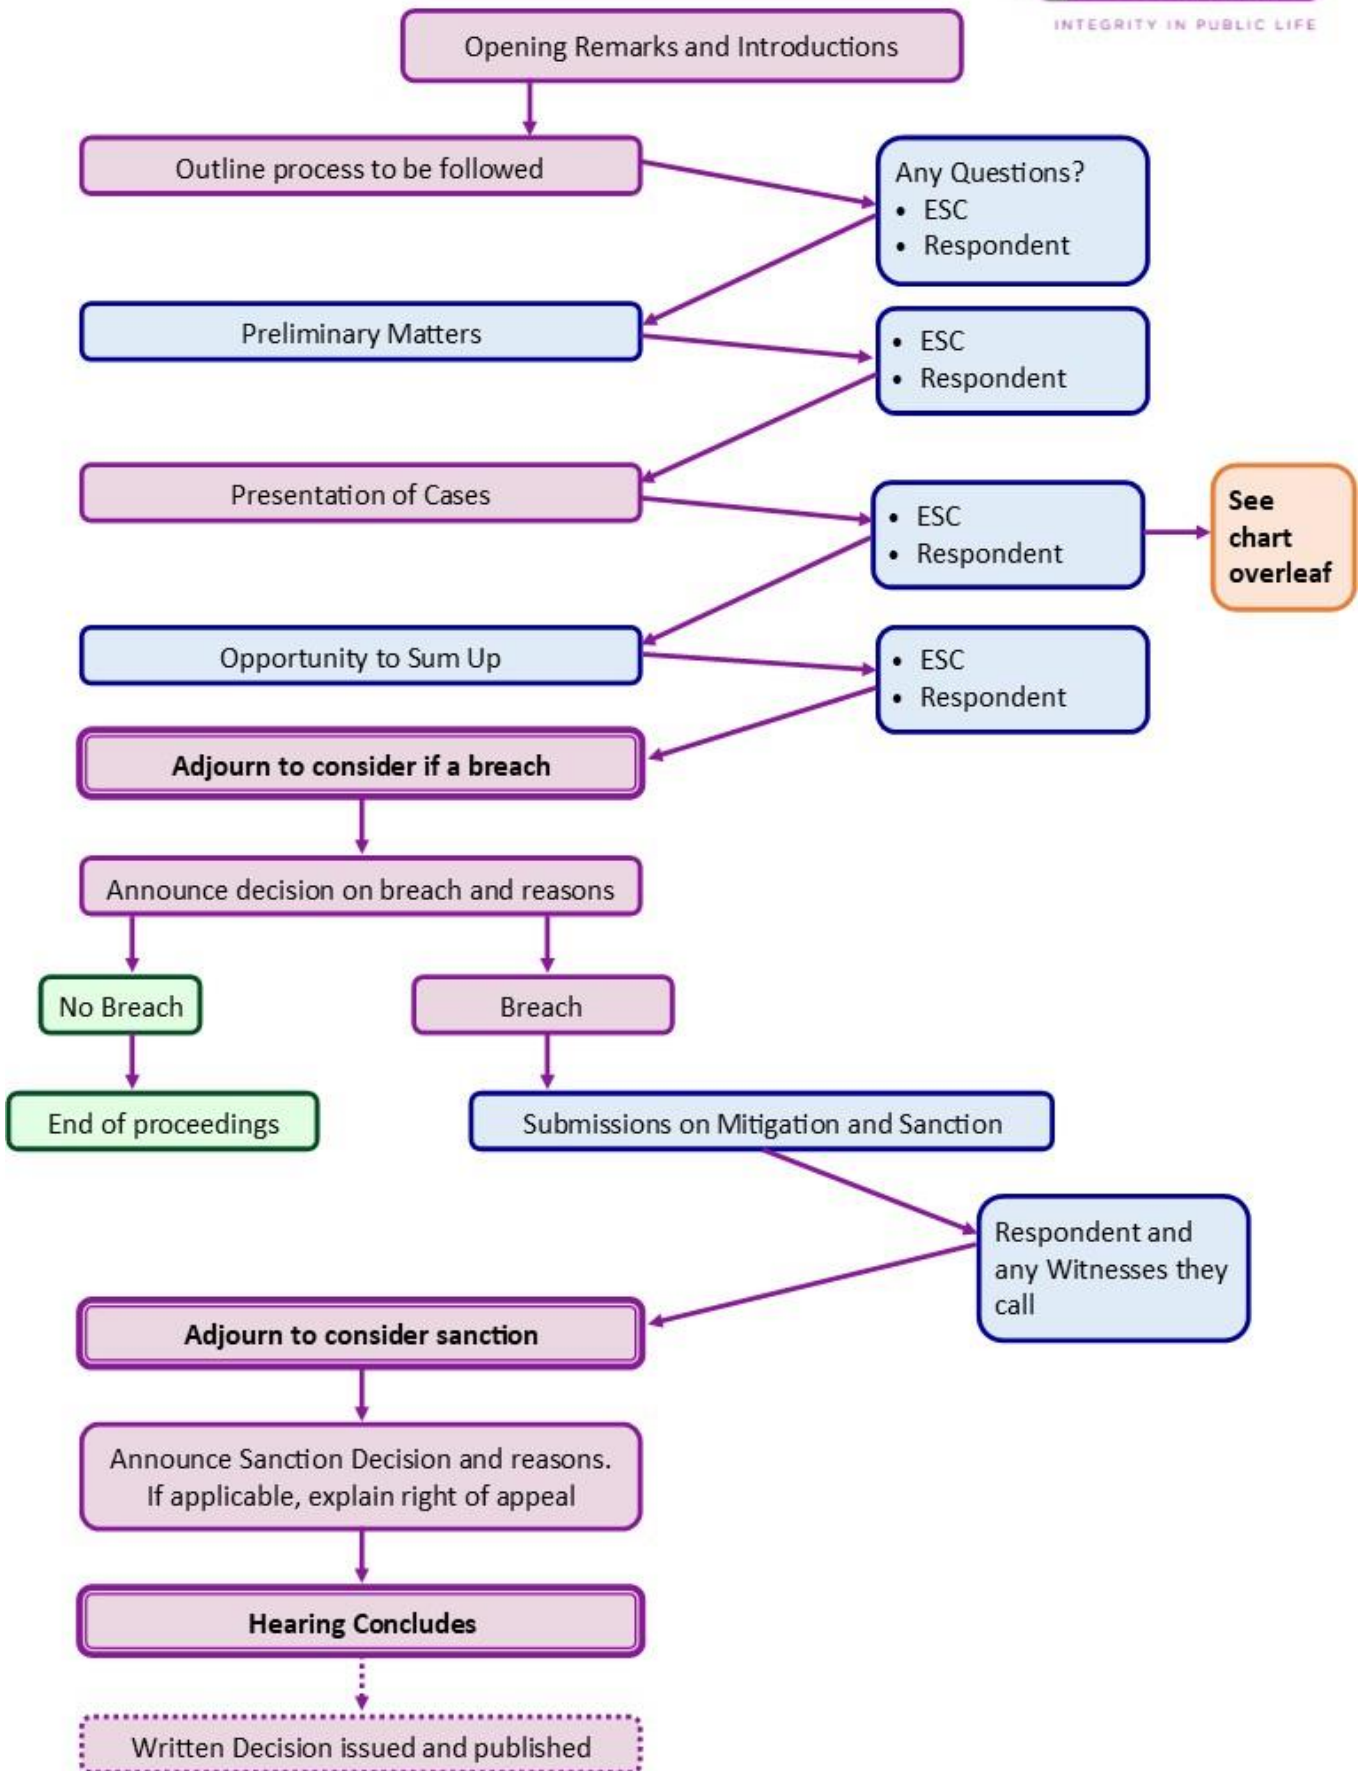 INTEGRITY IN PUBLIC LIFE
Opening Remarks and Introductions
Outline process to be followed
Any Questions?
• ESC
• Respondent
Preliminary Matters
• ESC
• Respondent
Presentation of Cases
• ESC
• Respondent
See
chart
overleaf
Opportunity to Sum Up
• ESC
• Respondent
Adjourn to consider if a breach
Announce decision on breach and reasons
No Breach
Breach
End of proceedings
Submissions on Mitigation and Sanction
Respondent and
any Witnesses they
call
Adjourn to consider sanction
Announce Sanction Decision and reasons.
If applicable, explain right of appeal
Hearing Concludes
Written Decision issued and published